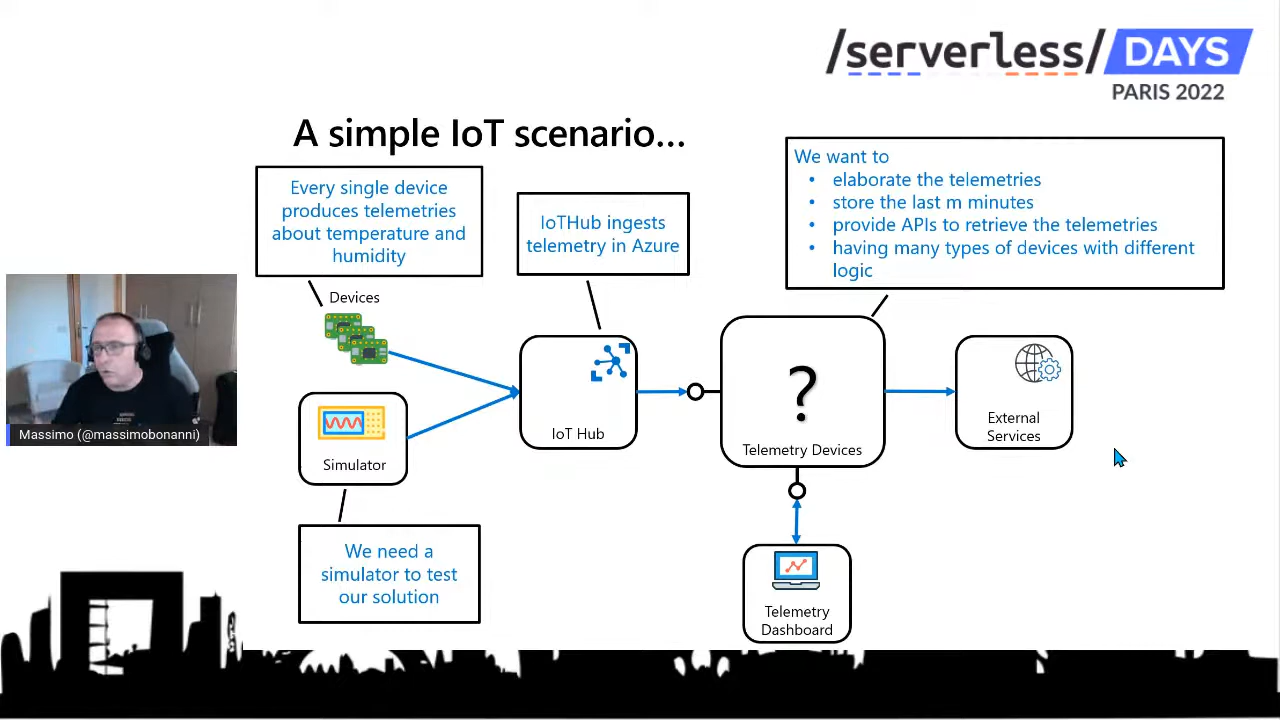 /serverless/ DAYS
PARIS 2022
A simple IoT scenario...
Every single device
produces telemetries
about temperature and
humidity
IoTHub ingests
telemetry in Azure
We want to
• elaborate the telemetries
• store the last m minutes
• provide APIs to retrieve the telemetries
• having many types of devices with different
logic
Devices
Simulator
IoT Hub
?
Telemetry Devices
External
Services
Massimo (@massimobonanni)
We need a
simulator to test
our solution
Telemetry
Dashboard